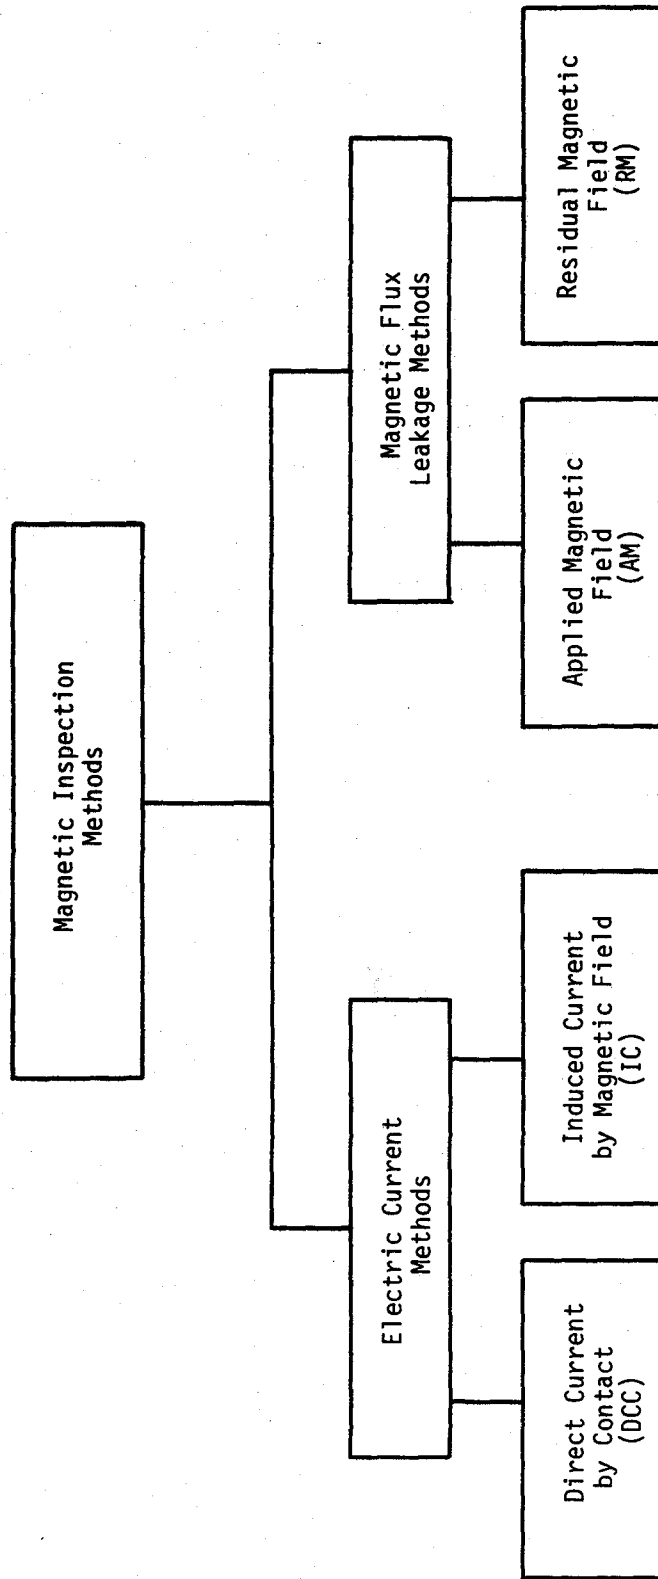 Magnetic Inspection
Methods
Electric Current
Methods
Magnetic Flux
Leakage Methods
Direct Current
by Contact
(DCC)
Induced Current
by Magnetic Field
(IC)
Applied Magnetic
Field
(AM)
Residual Magnetic
Field
(RM)